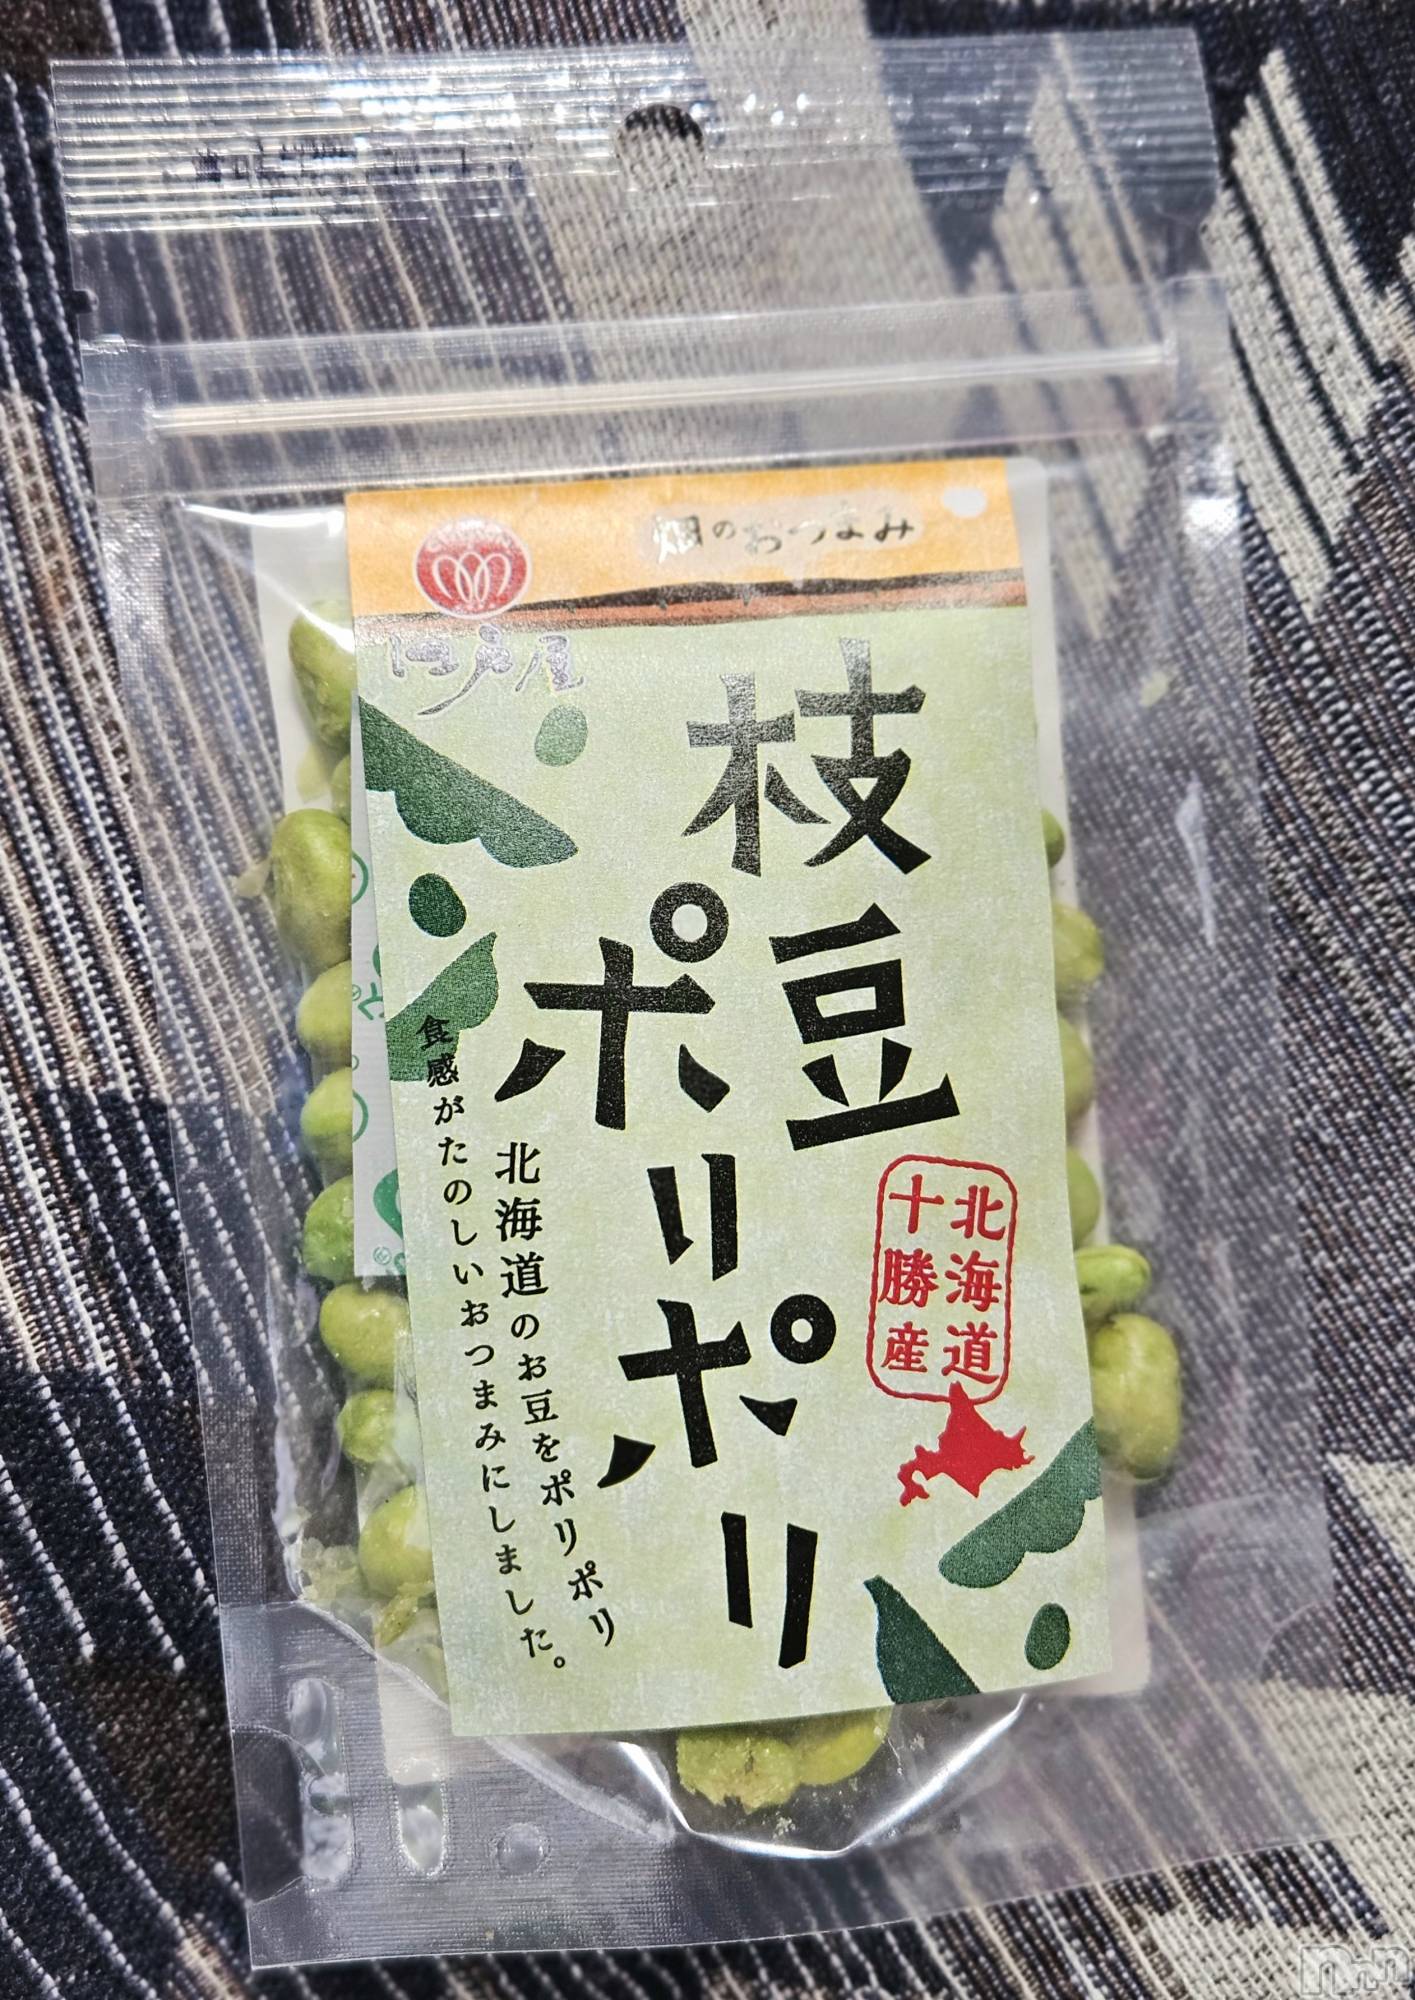 畑のおつまみ
江戸屋
枝豆
ポリポリ
北海道
十勝産
北海道のお豆をポリポリ
食感がたのしいおつまみにしました。